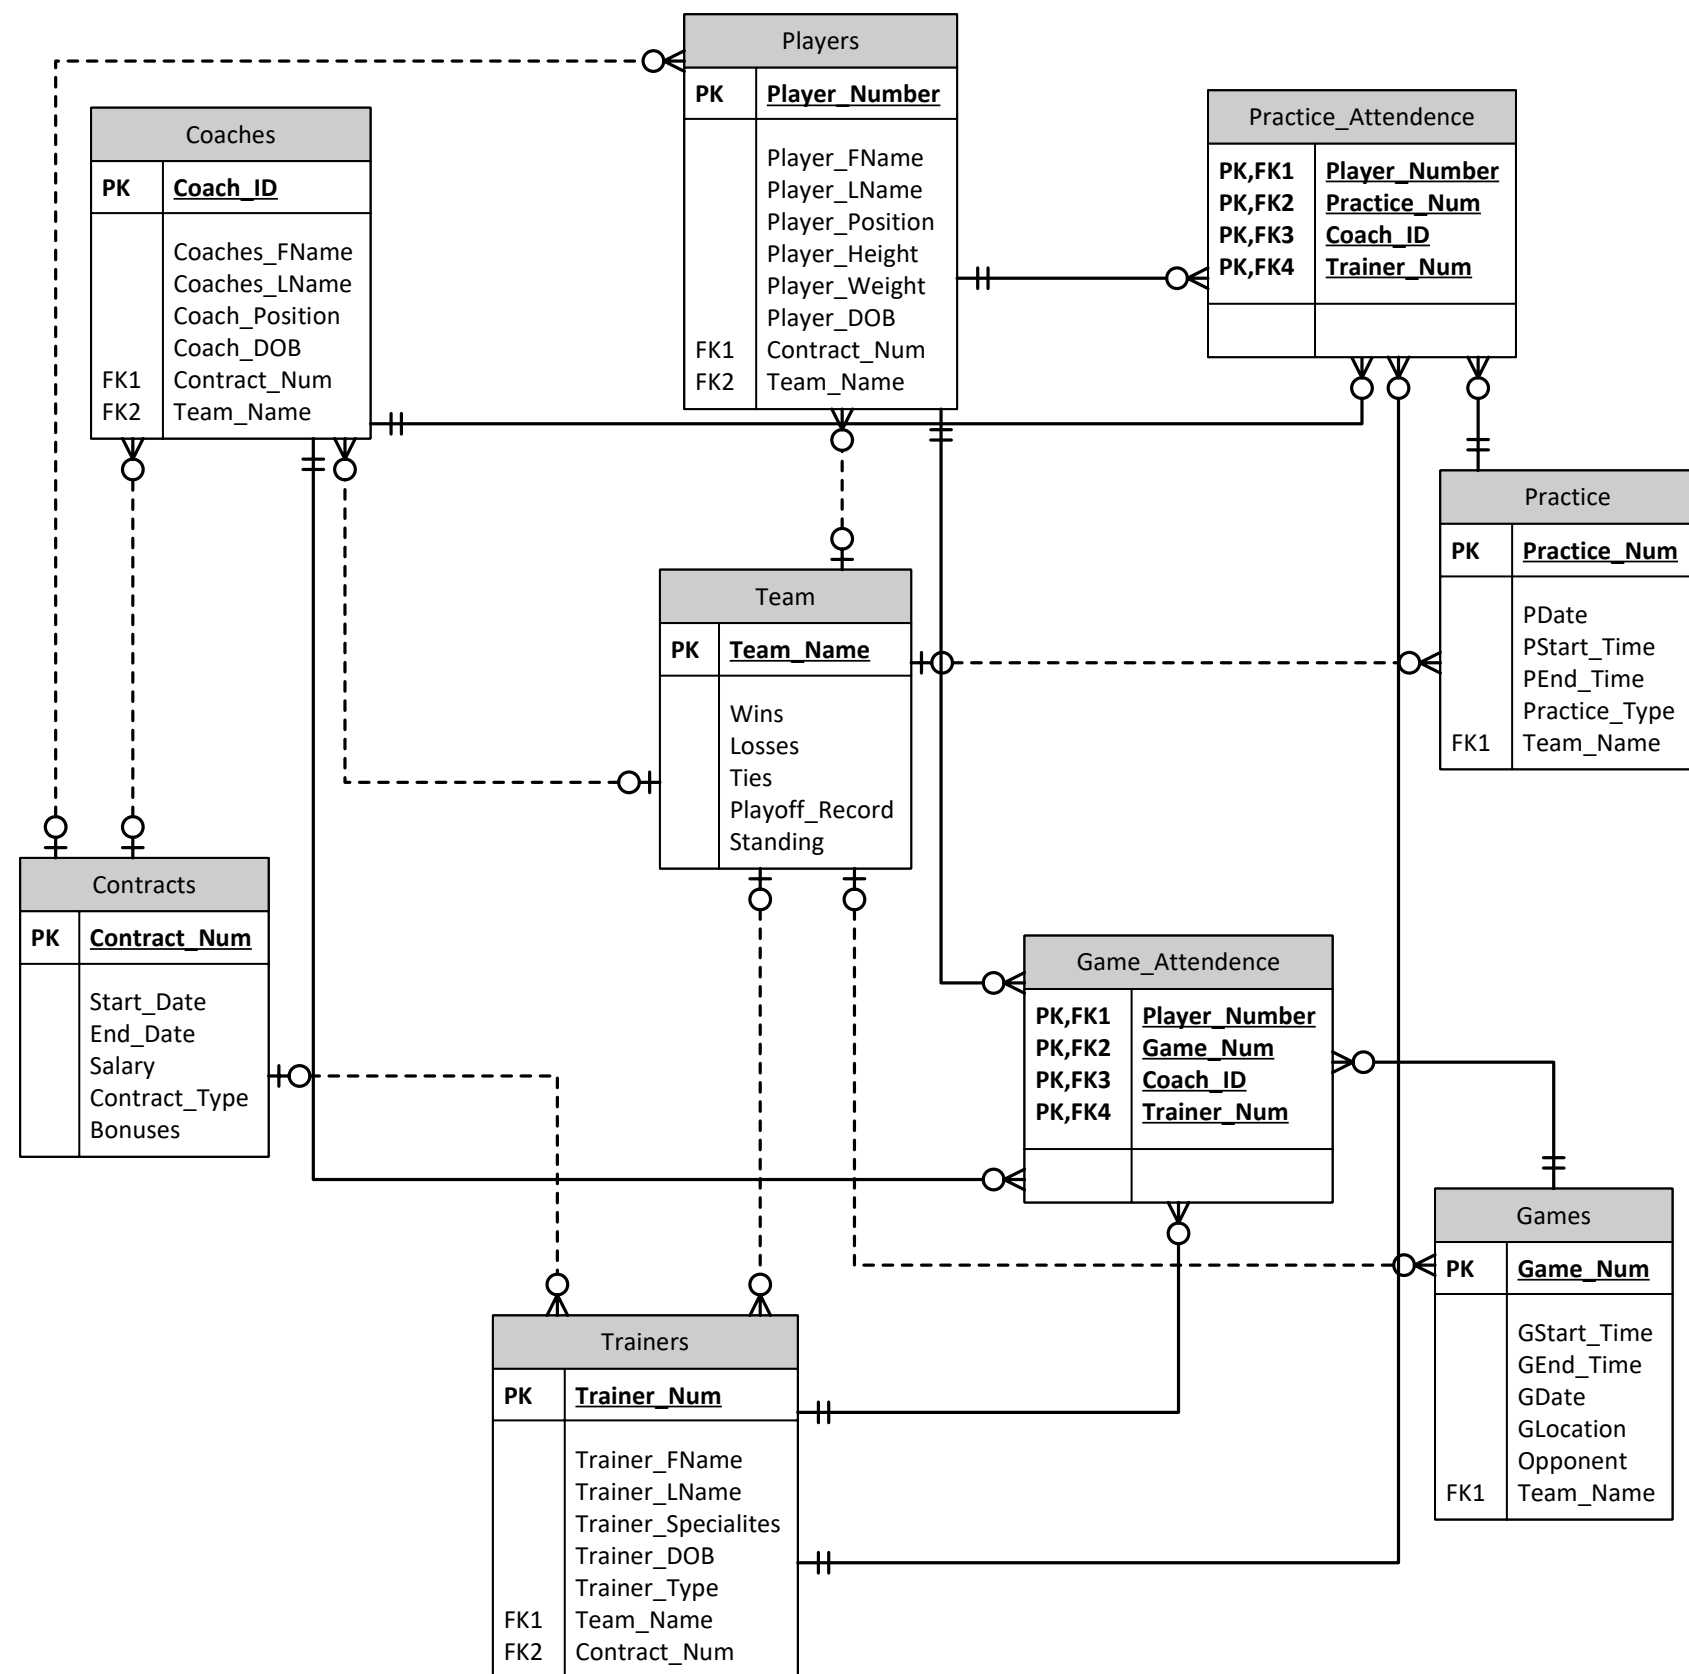 Players
PK Player_Number
Player_FName
Player_LName
Player_Position
Player_Height
Player_Weight
Player_DOB
FK1 Contract_Num
FK2 Team_Name
Coaches
PK Coach_ID
Coaches_FName
Coaches_LName
Coach_Position
Coach_DOB
FK1 Contract_Num
FK2 Team_Name
Practice_Attendence
PK,FK1 Player_Number
PK,FK2 Practice_Num
PK,FK3 Coach_ID
PK,FK4 Trainer_Num
Practice
PK Practice_Num
PDate
PStart_Time
PEnd_Time
Practice_Type
FK1 Team_Name
Team
PK Team_Name
Wins
Losses
Ties
Playoff_Record
Standing
Contracts
PK Contract_Num
Start_Date
End_Date
Salary
Contract_Type
Bonuses
Game_Attendence
PK,FK1 Player_Number
PK,FK2 Game_Num
PK,FK3 Coach_ID
PK,FK4 Trainer_Num
Games
PK Game_Num
GStart_Time
GEnd_Time
GDate
GLocation
Opponent
FK1 Team_Name
Trainers
PK Trainer_Num
Trainer_FName
Trainer_LName
Trainer_Specialites
Trainer_DOB
Trainer_Type
FK1 Team_Name
FK2 Contract_Num